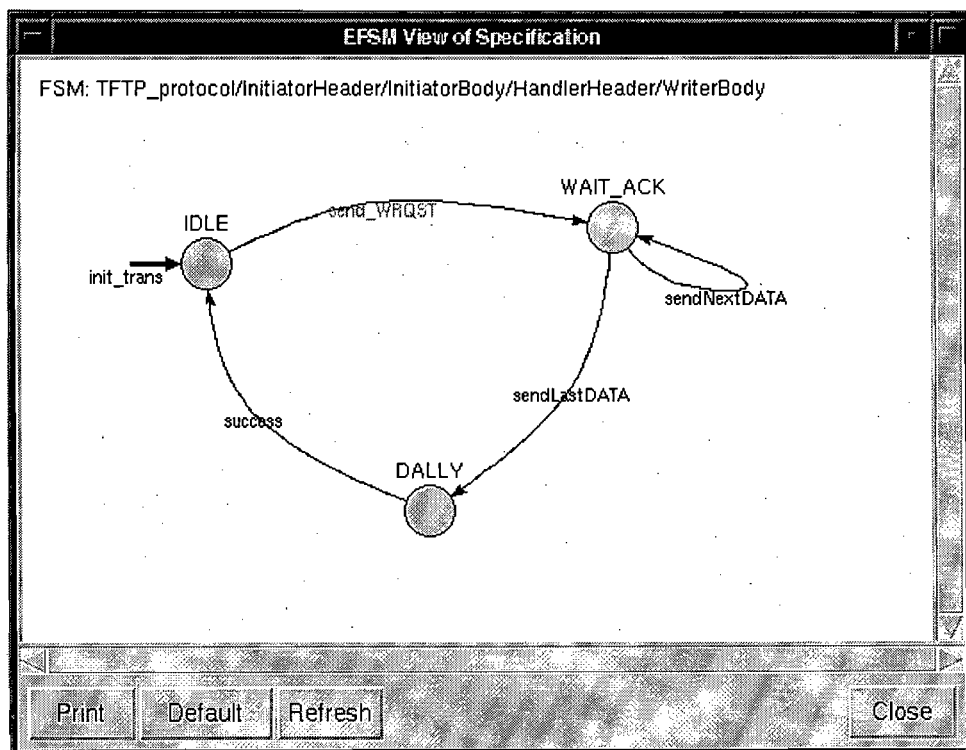 EFSM View of Specification
FSM: TFTP_protocol/InitiatorHeader/InitiatorBody/HandlerHeader/WriterBody
WAIT_ACK
send_WRQST
IDLE
init_trans
sendNextDATA
sendLastDATA
success
DALLY
Print Default Refresh Close